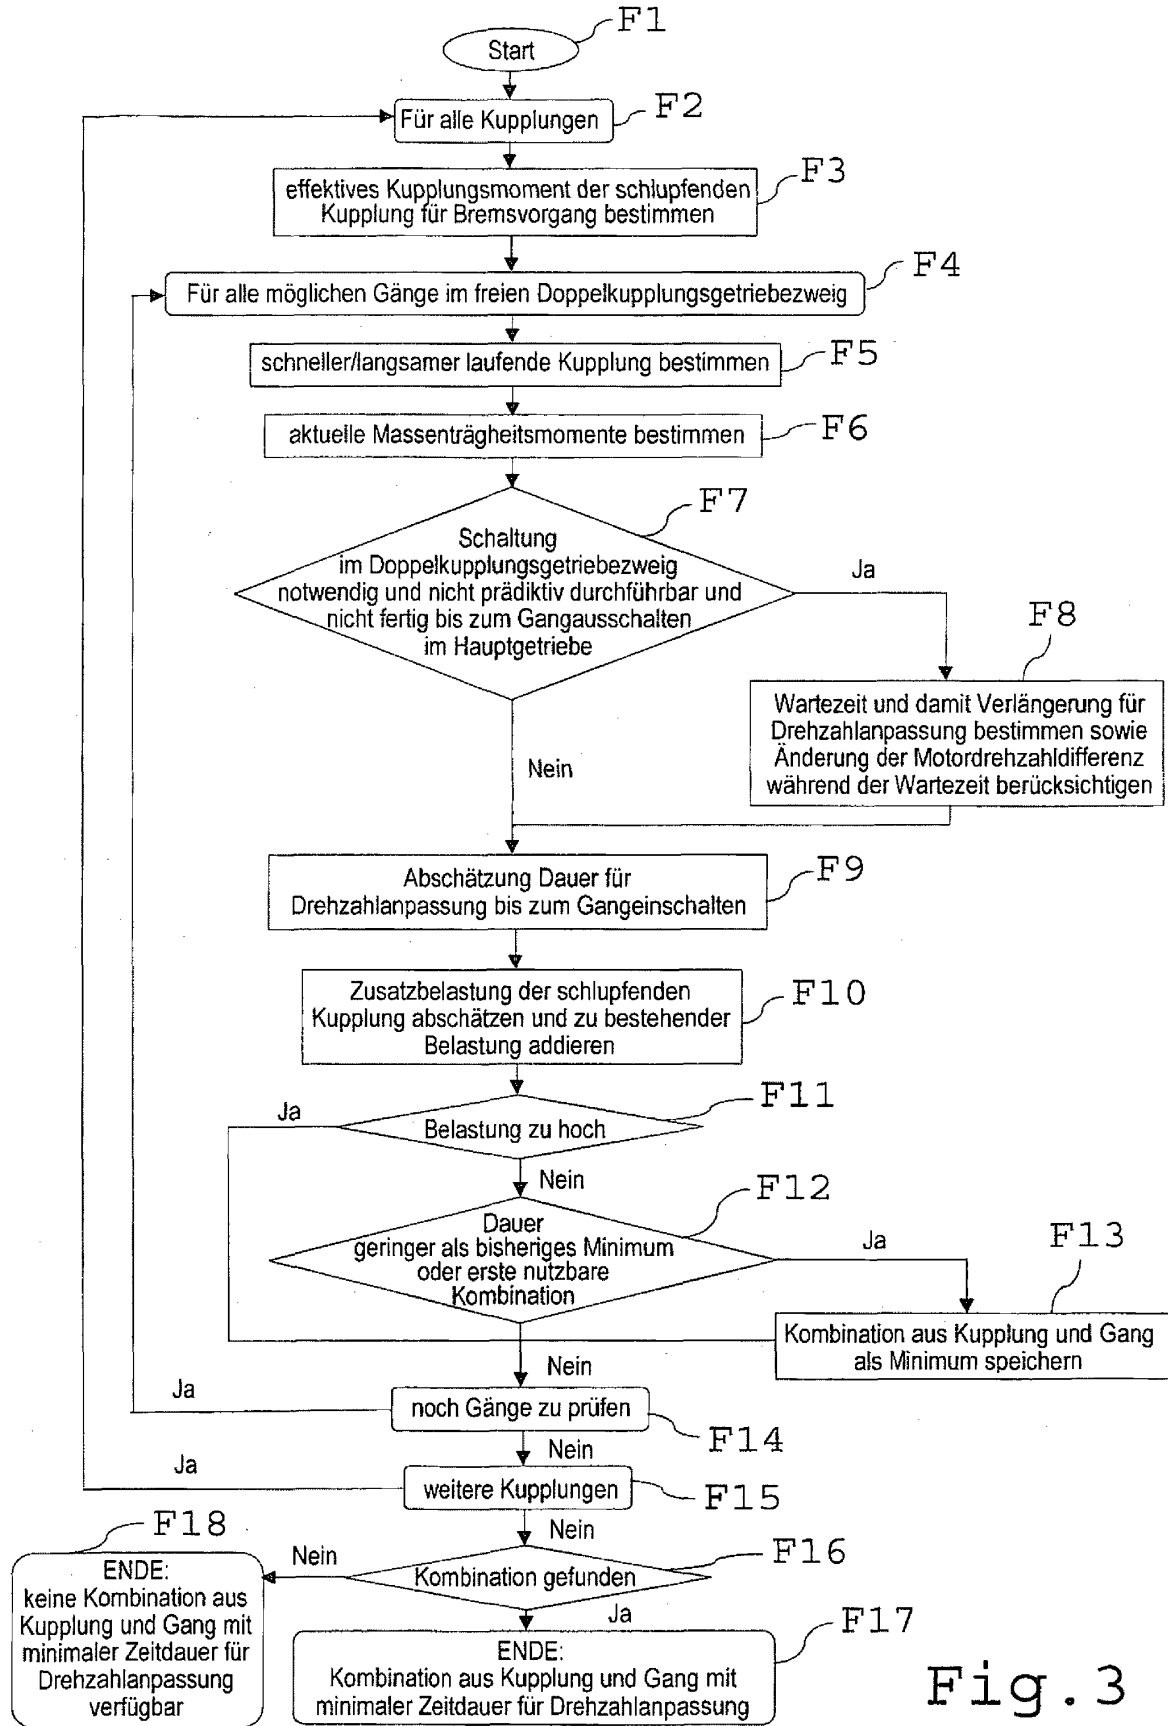 F1
Start
Für alle Kupplungen
F2
effektives Kupplungsmoment der schlupfenden
Kupplung für Bremsvorgang bestimmen
F3
Für alle möglichen Gänge im freien Doppelkupplungsgetriebezweig
F4
schneller/langsamer laufende Kupplung bestimmen
F5
aktuelle Massenträgheitsmomente bestimmen
F6
F7
Schaltung
im Doppelkupplungsgetriebezweig
notwendig und nicht prädiktiv durchführbar und
nicht fertig bis zum Gangausschalten
im Hauptgetriebe
Ja
F8
Wartezeit und damit Verlängerung für
Drehzahlanpassung bestimmen sowie
Änderung der Motordrehzahldifferenz
während der Wartezeit berücksichtigen
Nein
F9
Abschätzung Dauer für
Drehzahlanpassung bis zum Gangeinschalten
F10
Zusatzbelastung der schlupfenden
Kupplung abschätzen und zu bestehender
Belastung addieren
F11
Ja
Belastung zu hoch
Nein
F12
Dauer
geringer als bisheriges Minimum
oder erste nutzbare
Kombination
Ja
F13
Kombination aus Kupplung und Gang
als Minimum speichern
Nein
Ja
noch Gänge zu prüfen
F14
Nein
Ja
weitere Kupplungen
F15
Nein
F18
Nein
Kombination gefunden
F16
Ja
ENDE:
keine Kombination aus
Kupplung und Gang mit
minimaler Zeitdauer für
Drehzahlanpassung
verfügbar
F17
ENDE:
Kombination aus Kupplung und Gang mit
minimaler Zeitdauer für Drehzahlanpassung
Fig.3